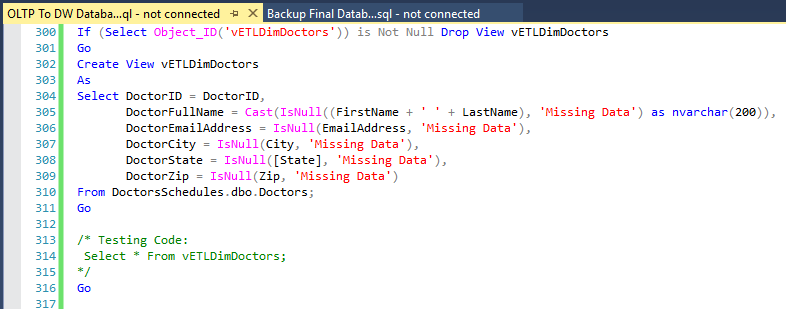 OLTP To DW Databa...ql - not connected Backup Final Datab...sql - not connected
300 If (Select Object_ID('vETLDimDoctors')) is Not Null Drop View vETLDimDoctors
301 Go
302 Create View vETLDimDoctors
303 As
304 Select DoctorID = DoctorID,
305 DoctorFullName = Cast(IsNull((FirstName + ' ' + LastName), 'Missing Data') as nvarchar(200)),
306 DoctorEmailAddress = IsNull(EmailAddress, 'Missing Data'),
307 DoctorCity = IsNull(City, 'Missing Data'),
308 DoctorState = IsNull([State], 'Missing Data'),
309 DoctorZip = IsNull(Zip, 'Missing Data')
310 From DoctorsSchedules.dbo.Doctors;
311 Go
312
313 /* Testing Code:
314 Select * From vETLDimDoctors;
315 */
316 Go
317